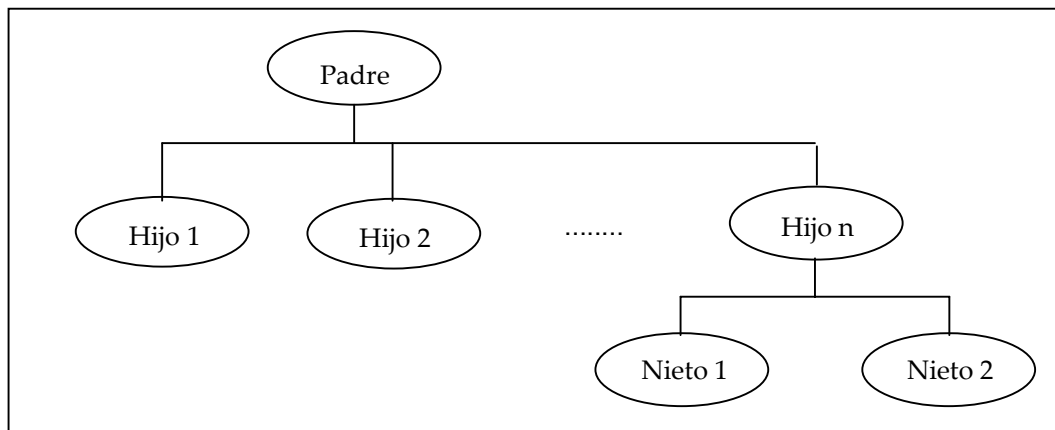 Padre
Hijo 1
Hijo 2
........
Hijo n
Nieto 1
Nieto 2